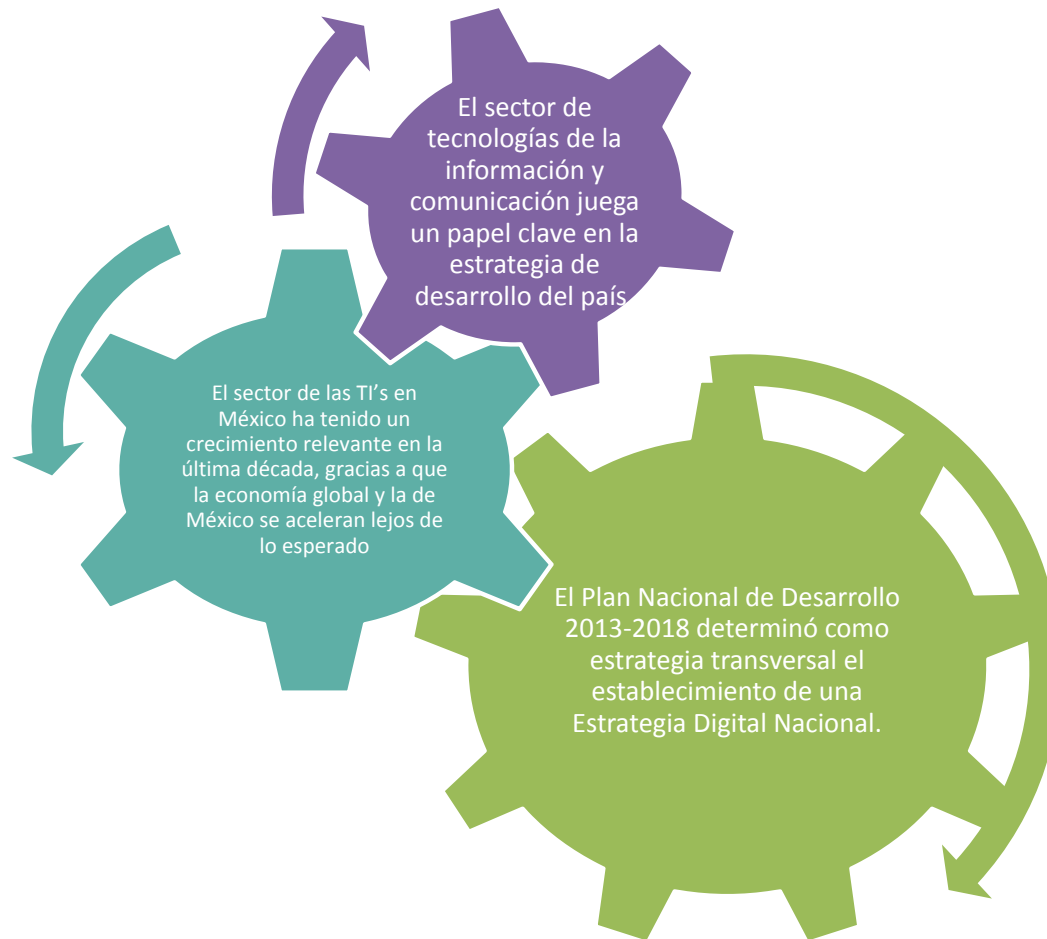 El sector de
tecnologías de la
información y
comunicación juega
un papel clave en la
estrategia de
desarrollo del país
El sector de las TI’s en
México ha tenido un
crecimiento relevante en la
última década, gracias a que
la economía global y la de
México se aceleran lejos de
lo esperado
El Plan Nacional de Desarrollo
2013-2018 determinó como
estrategia transversal el
establecimiento de una
Estrategia Digital Nacional.